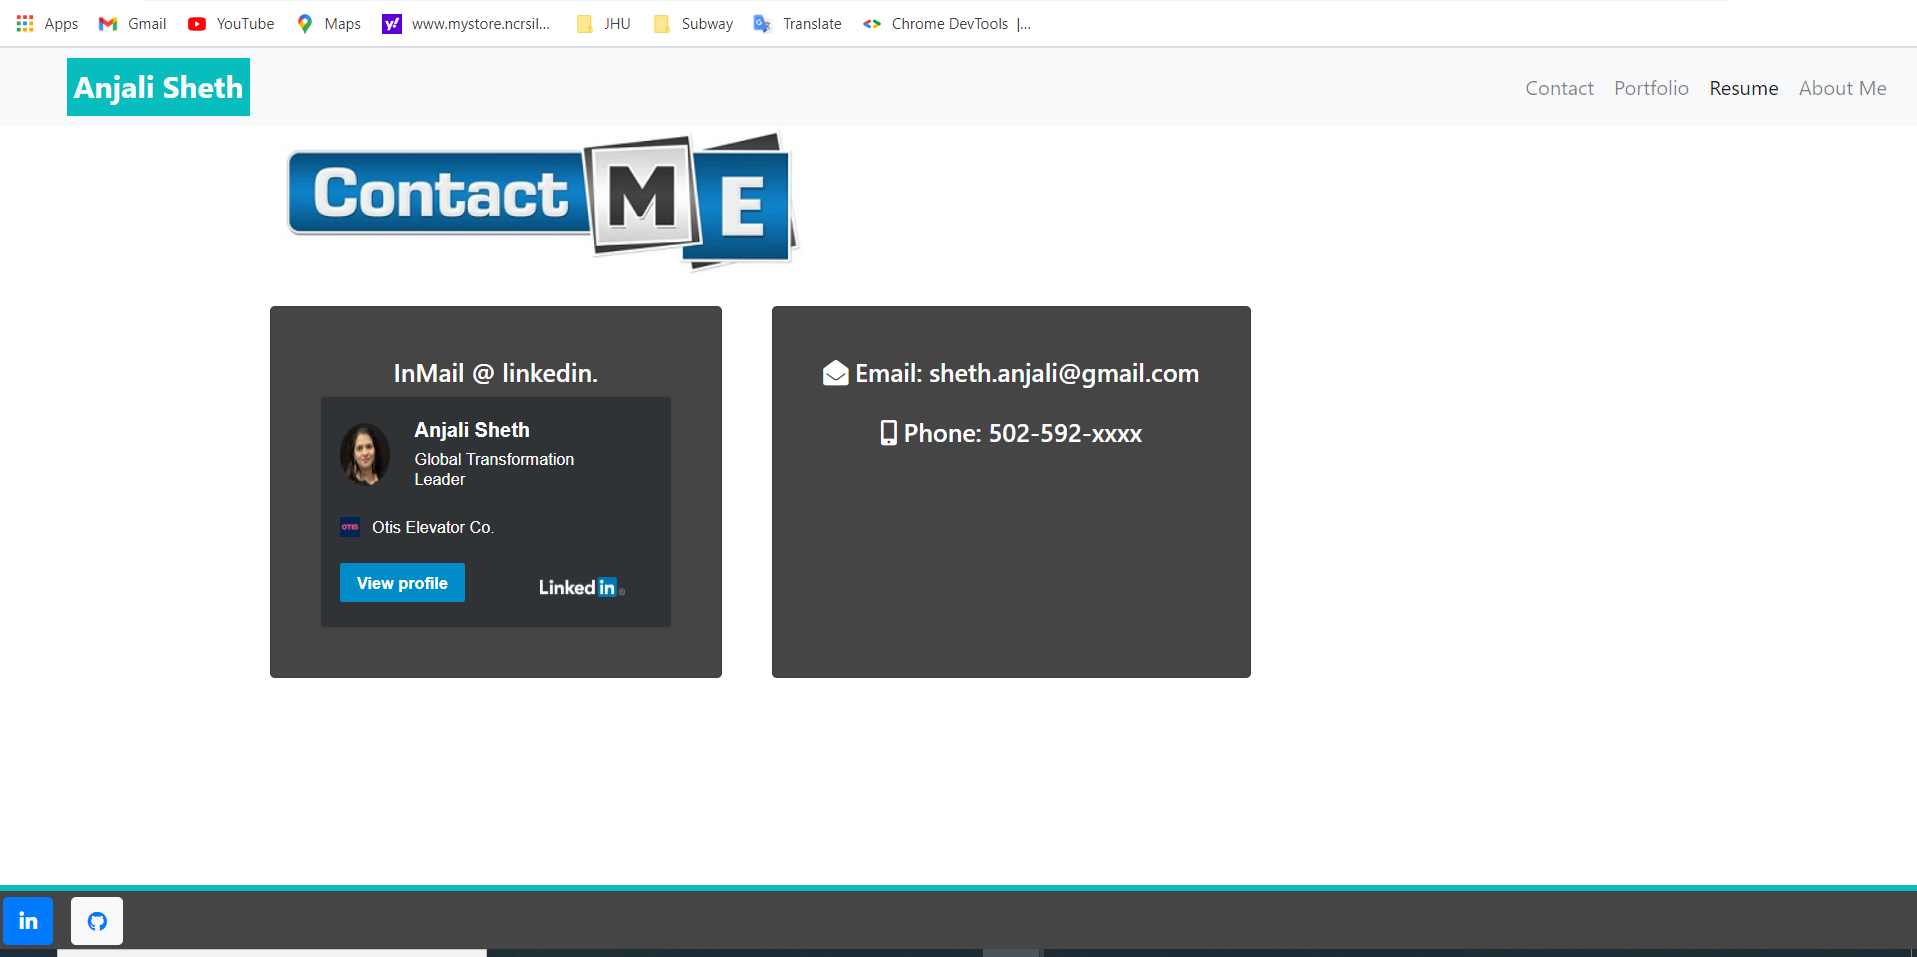 Apps Gmail YouTube Maps www.mystore.ncrsil... JHU Subway Translate Chrome DevTools |...
Anjali Sheth
Contact Portfolio Resume About Me
Contact ME
InMail @ linkedin.
Anjali Sheth
Global Transformation
Leader
OTIS Otis Elevator Co.
View profile
Linked in
Email: sheth.anjali@gmail.com
Phone: 502-592-xxxx
in